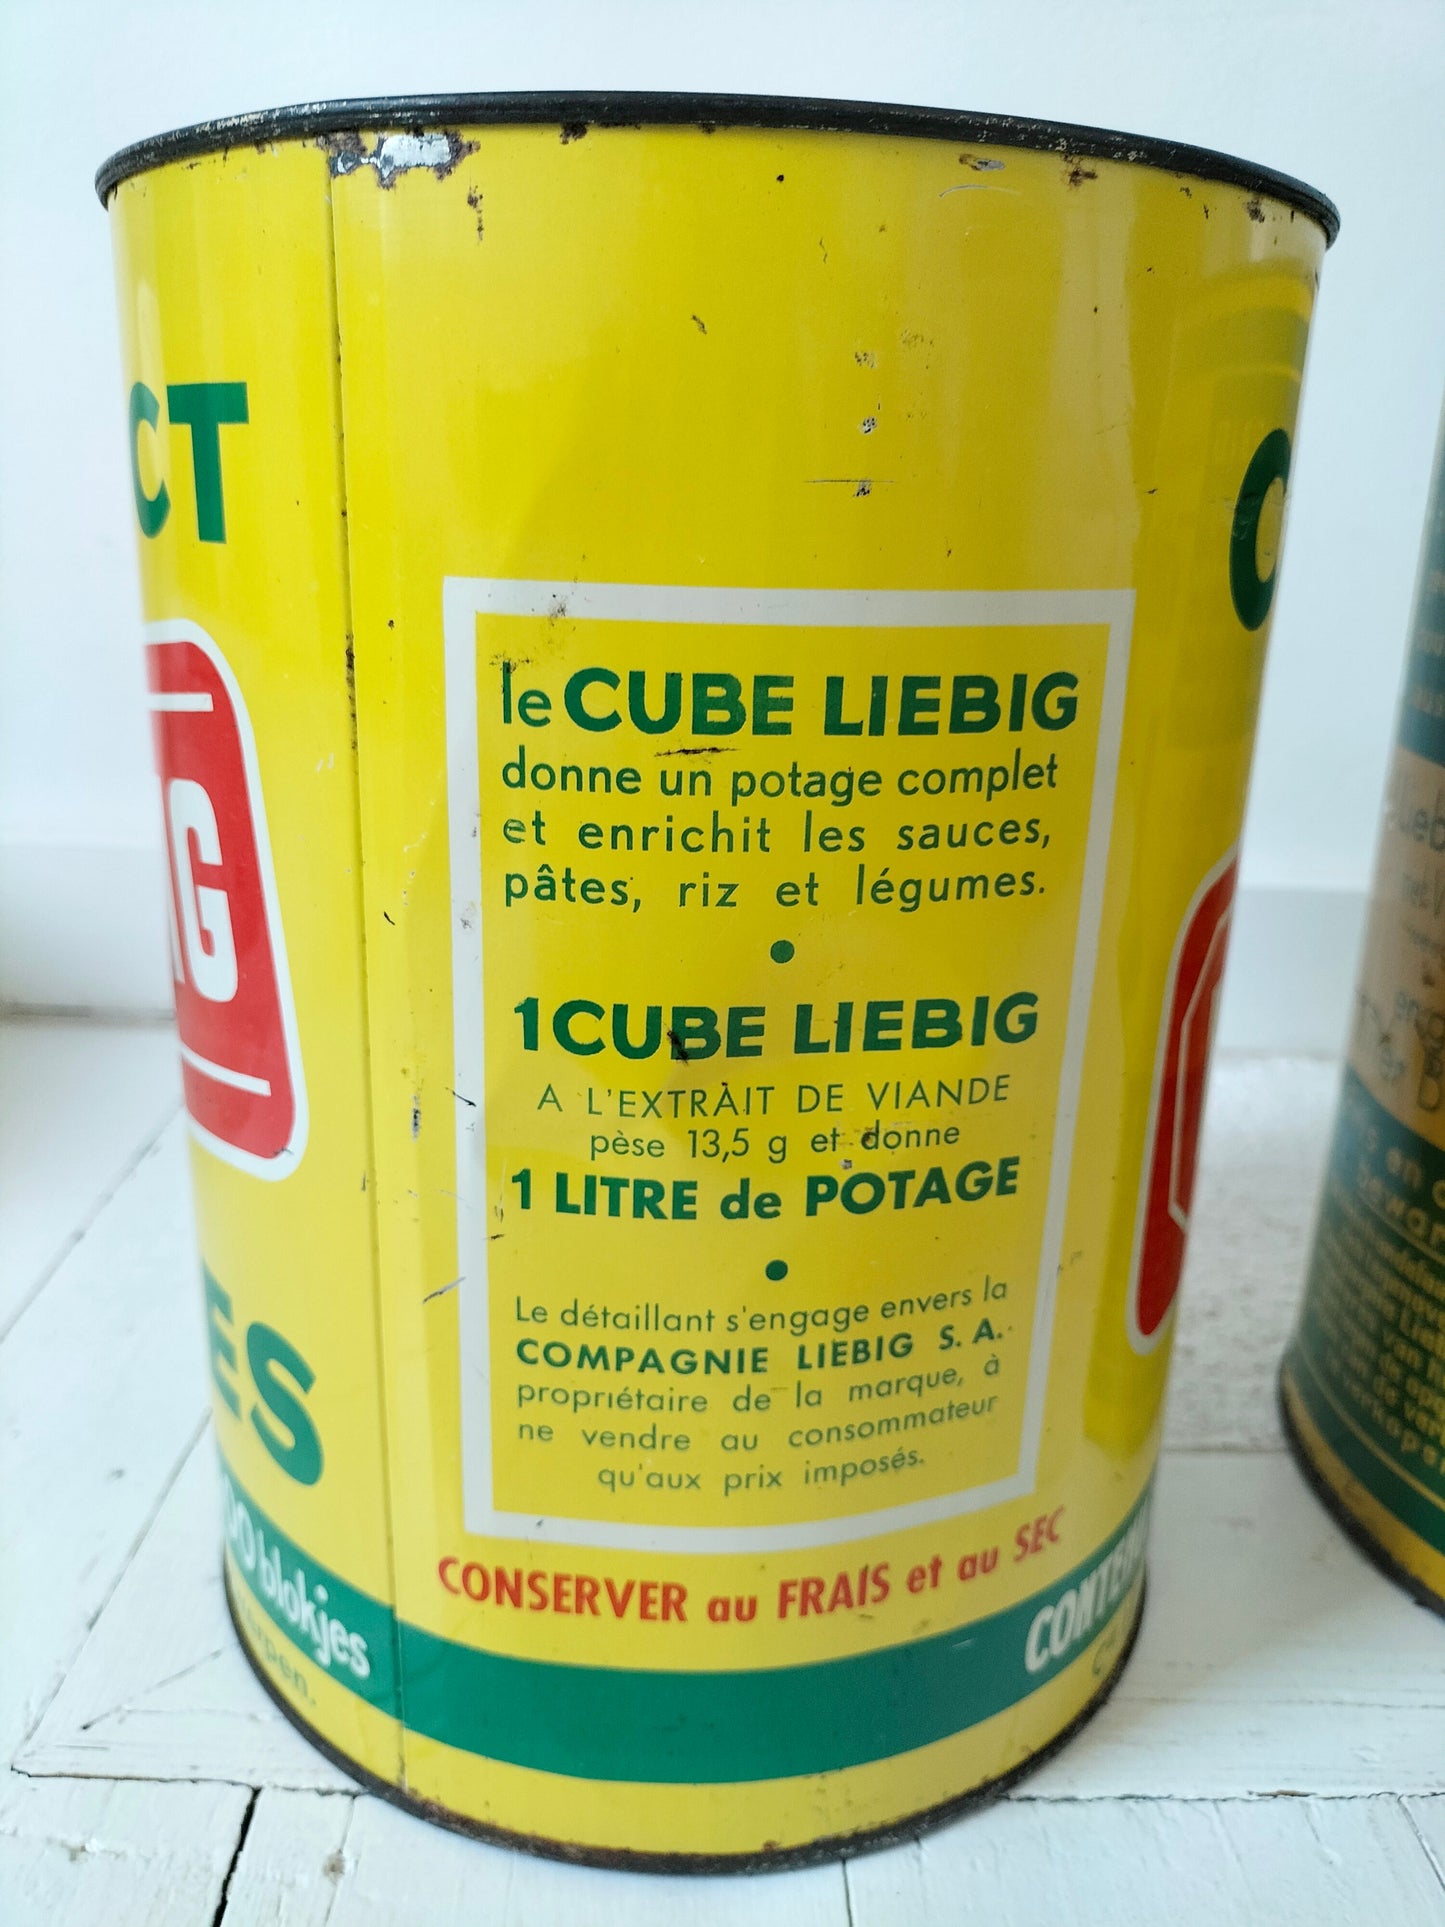 le CUBE LIEBIG
donne un potage complet
et enrichit les sauces,
pâtes, riz et légumes.
1 CUBE LIEBIG
A L'EXTRAIT DE VIANDE
pèse 13,5 g et donne
1 LITRE de POTAGE
Le détaillant s'engage envers la
COMPAGNIE LIEBIG S. A.
propriétaire de la marque, à
ne vendre au consommateur
qu'aux prix imposés.
CONSERVER au FRAIS et au SEC
CT
IG
ES
blokjes